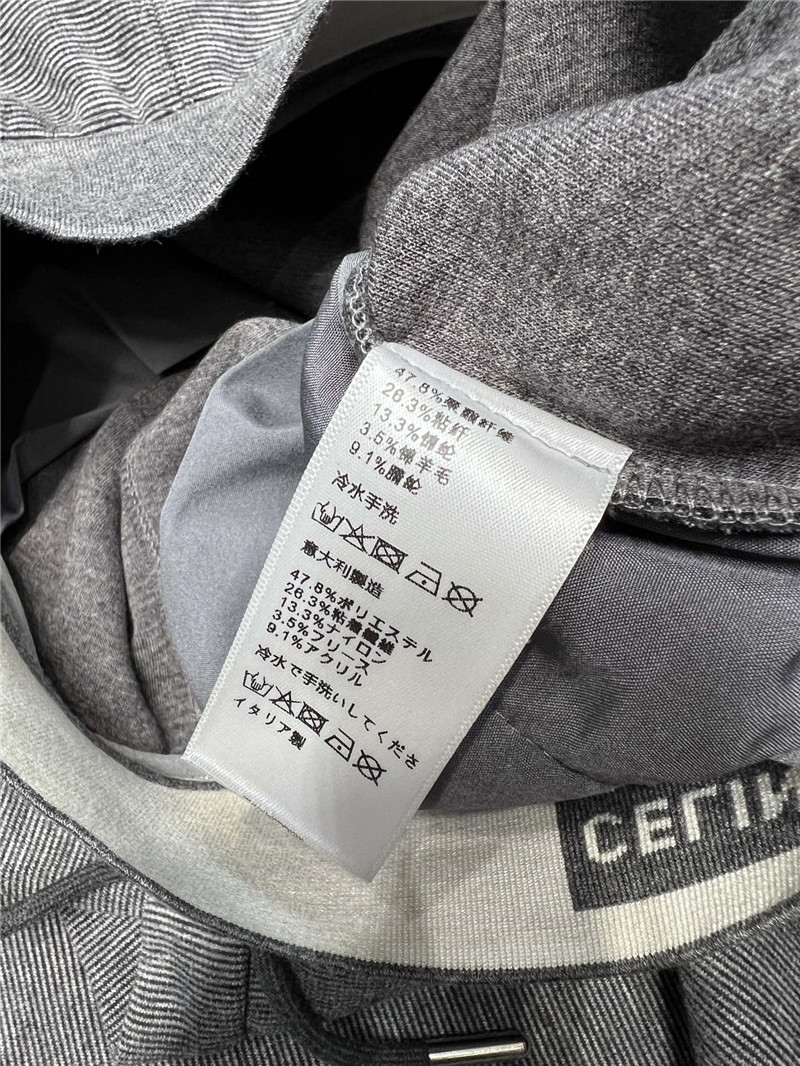 47.8%聚酯纤维
26.3%粘纤
13.3%锦纶
3.5%绵羊毛
9.1%腈纶
冷水手洗
意大利製造
47.8%ポリエステル
26.3%粘着繊維
13.3%ナイロン
3.5%フリース
9.1%アクリル
冷水で手洗いしてくださ
イタリア製
CELIN